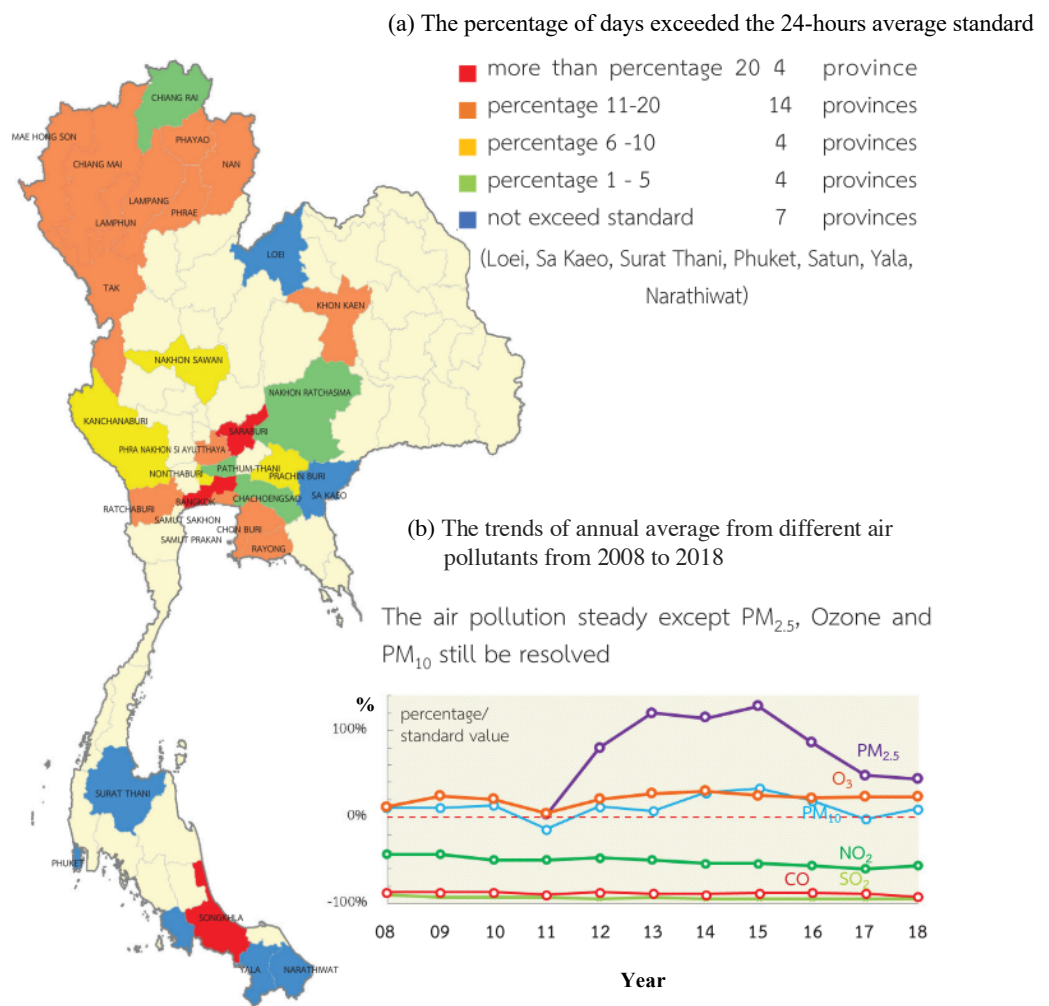 (a) The percentage of days exceeded the 24-hours average standard
more than percentage 20 4 province
percentage 11-20 14 provinces
percentage 6 -10 4 provinces
percentage 1 - 5 4 provinces
not exceed standard 7 provinces
(Loei, Sa Kaeo, Surat Thani, Phuket, Satun, Yala,
Narathiwat)
CHIANG RAI
MAE HONG SON
PHAYAO
CHIANG MAI
NAN
LAMPANG
LAMPHUN
PHRAE
LOEI
TAK
KHON KAEN
NAKHON SAWAN
NAKHON RATCHASIMA
KANCHANABURI
SARABURI
PHRA NAKHON SI AYUTTHAYA
PATHUM-THANI
NONTHABURI
PRACHIN BURI
RATCHABURI
BANGKOK
CHACHOENGSAO
SA KAEO
SAMUT SAKHON
CHON BURI
SAMUT PRAKAN
RAYONG
SURAT THANI
PHUKET
SONGKHLA
YALA
NARATHIWAT
(b) The trends of annual average from different air
pollutants from 2008 to 2018
The air pollution steady except PM2.5, Ozone and
PM10 still be resolved
%
percentage/
standard value
100%
0%
-100%
PM2.5
O3
PM10
NO2
CO
SO2
08 09 10 11 12 13 14 15 16 17 18
Year